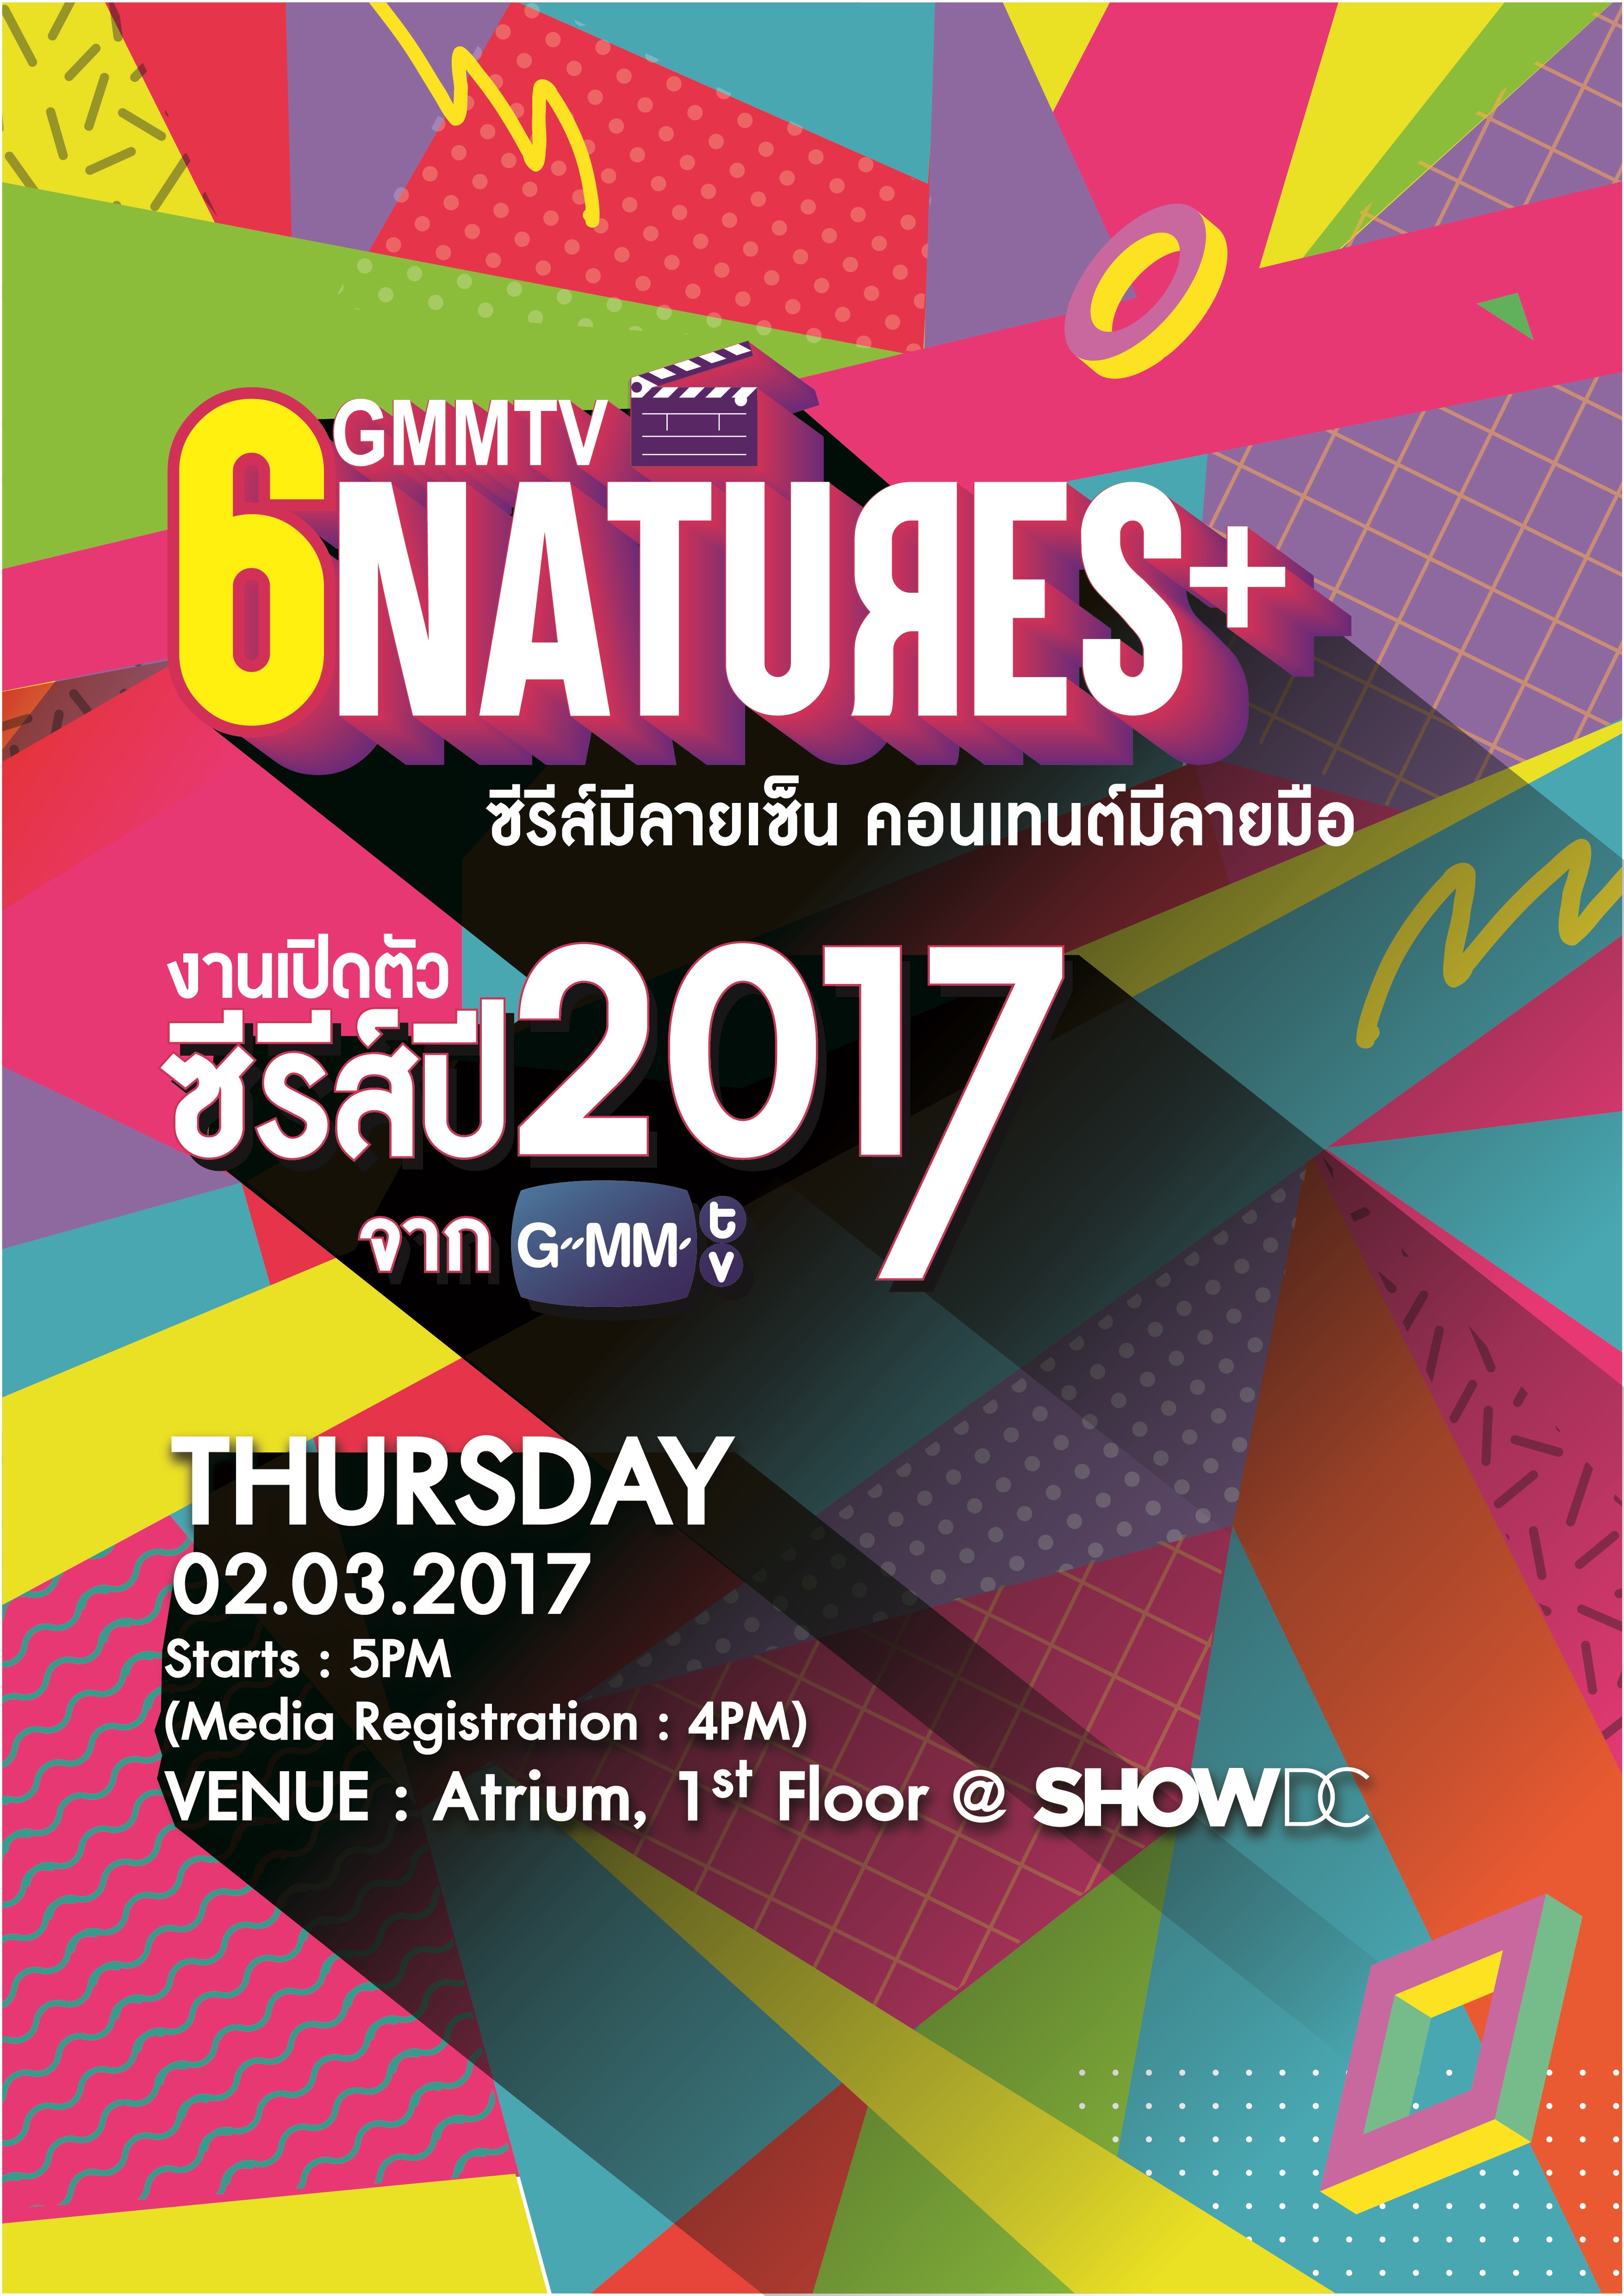 GMMTV
6NATURES+
ซีรีส์มีลายเซ็น คอนเทนต์มีลายมือ
งานเปิดตัว
ซีรีส์ปี2017
จาก GMM tv
THURSDAY
02.03.2017
Starts : 5PM
(Media Registration : 4PM)
VENUE : Atrium, 1st Floor @ SHOWDC